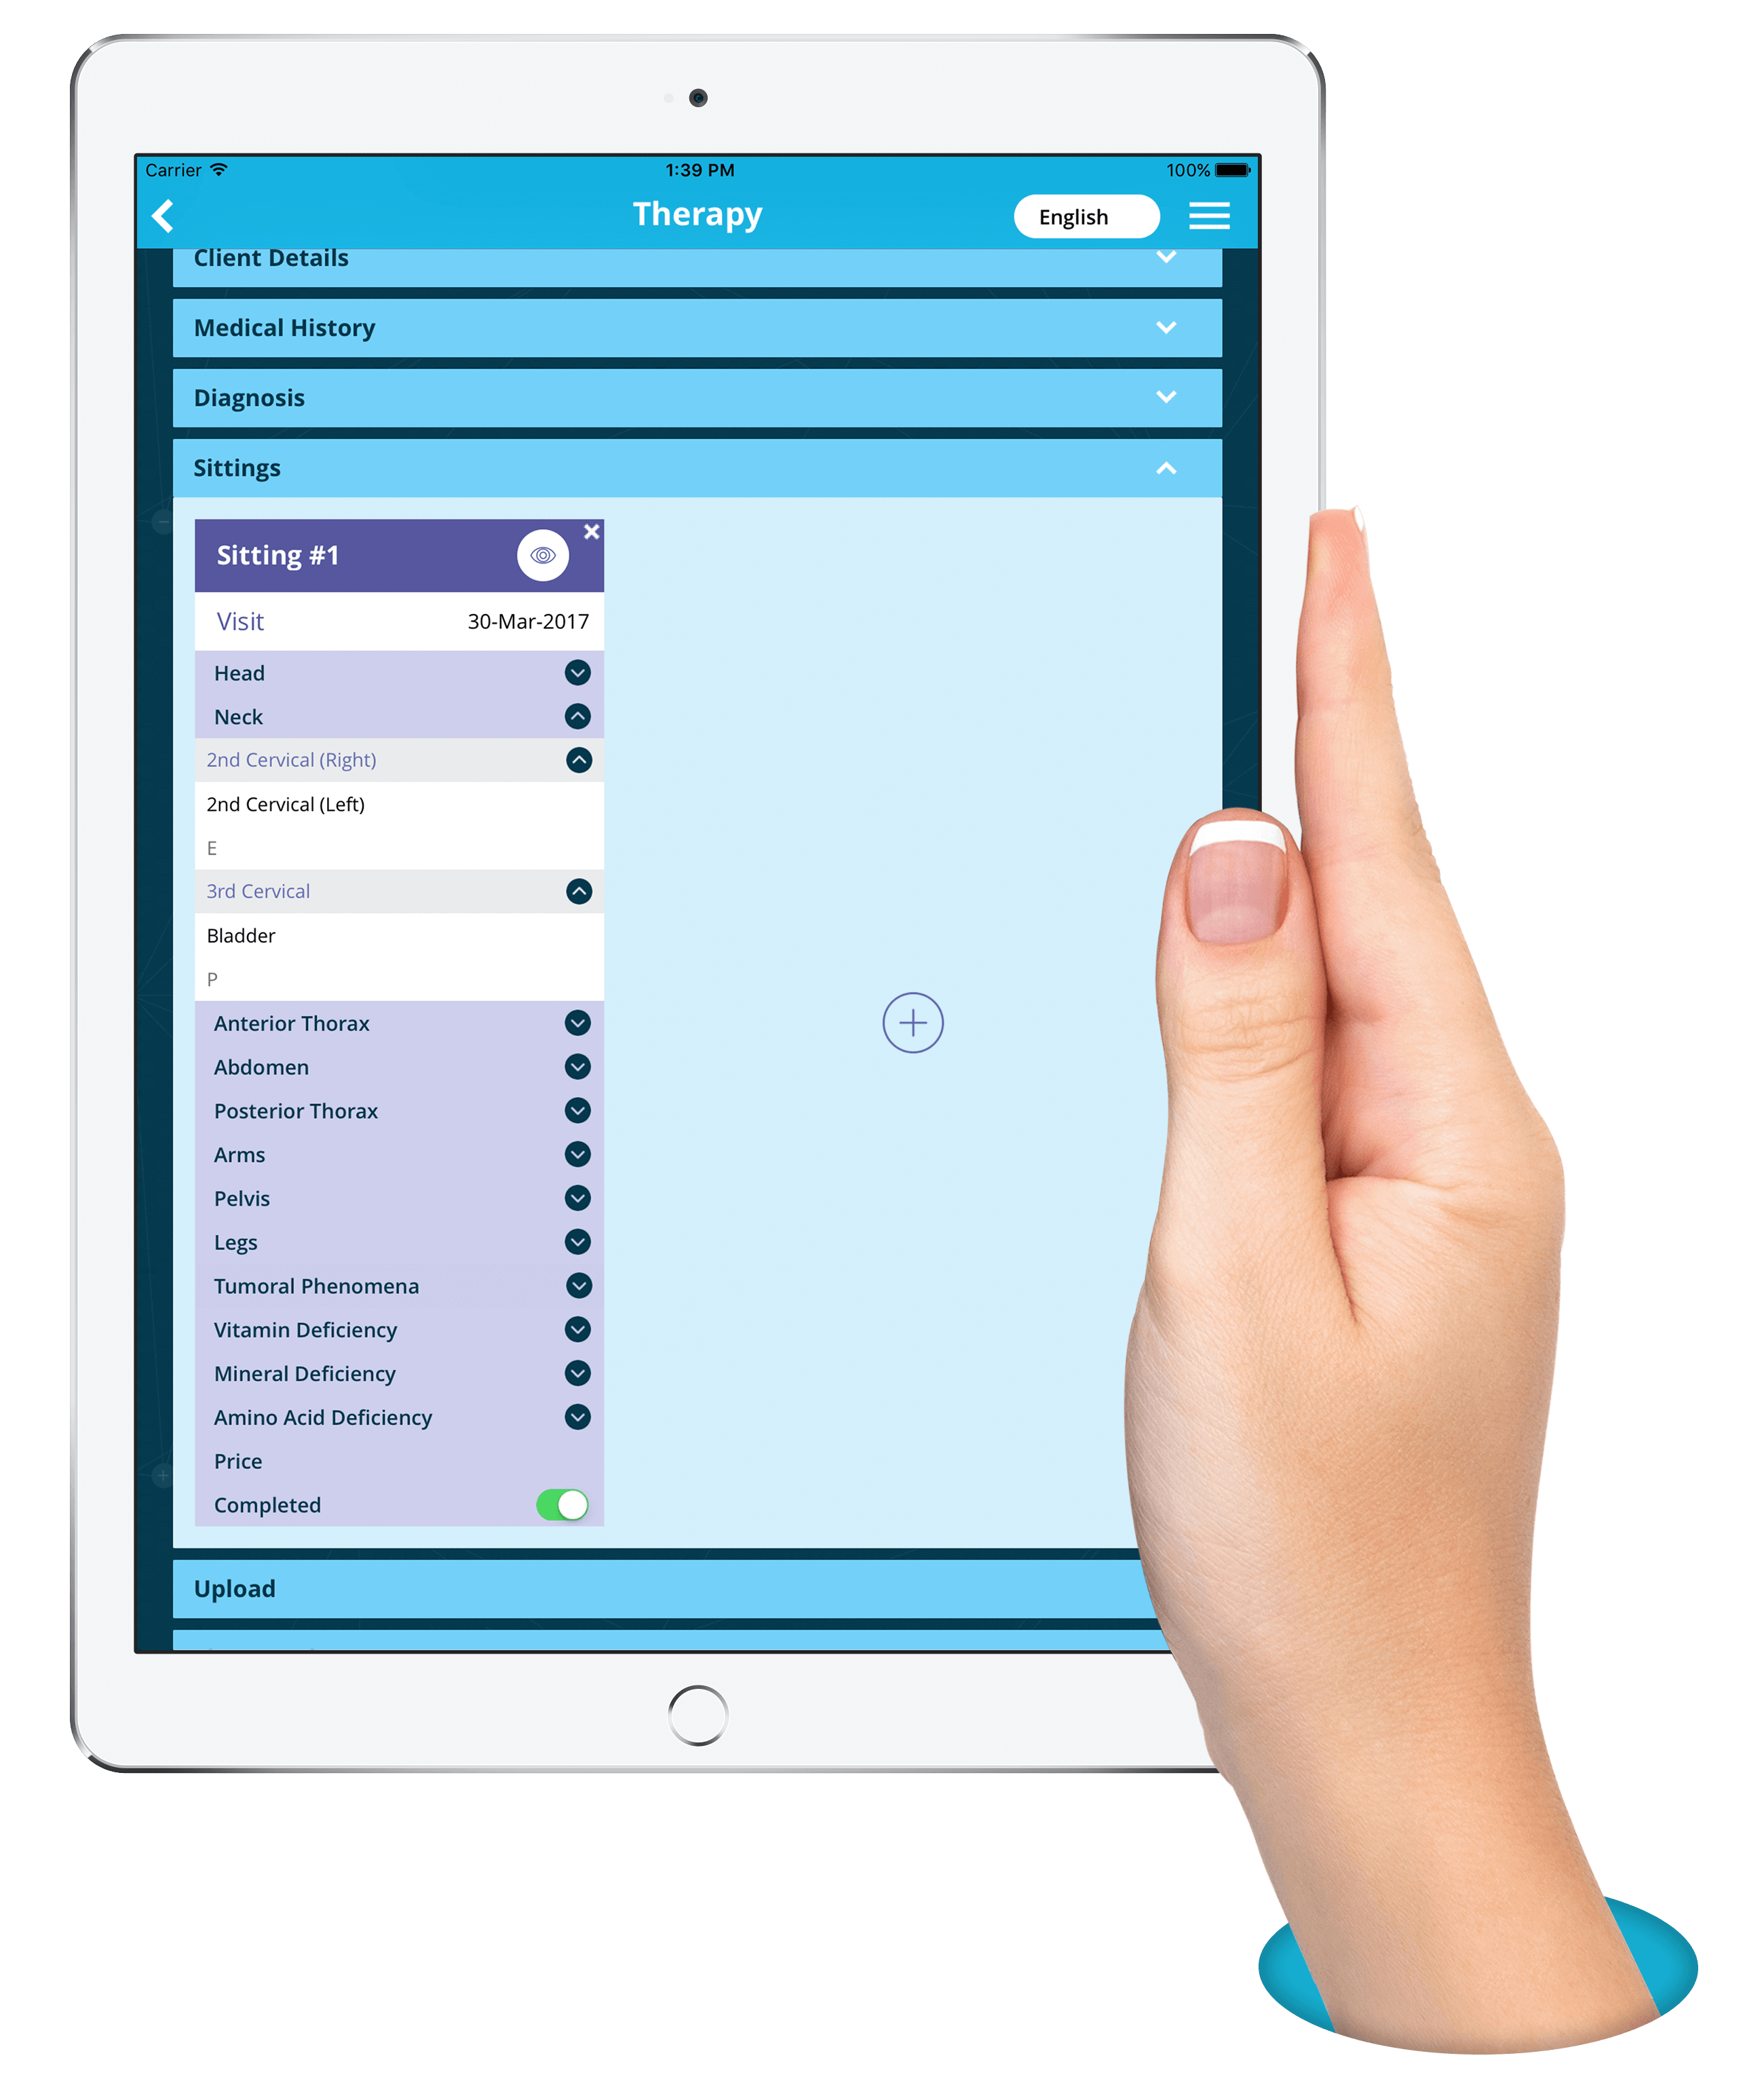 Carrier
1:39 PM
100%
Therapy
English
Client Details
Medical History
Diagnosis
Sittings
Sitting #1
Visit
30-Mar-2017
Head
Neck
2nd Cervical (Right)
2nd Cervical (Left)
E
3rd Cervical
Bladder
P
Anterior Thorax
Abdomen
Posterior Thorax
Arms
Pelvis
Legs
Tumoral Phenomena
Vitamin Deficiency
Mineral Deficiency
Amino Acid Deficiency
Price
Completed
Upload